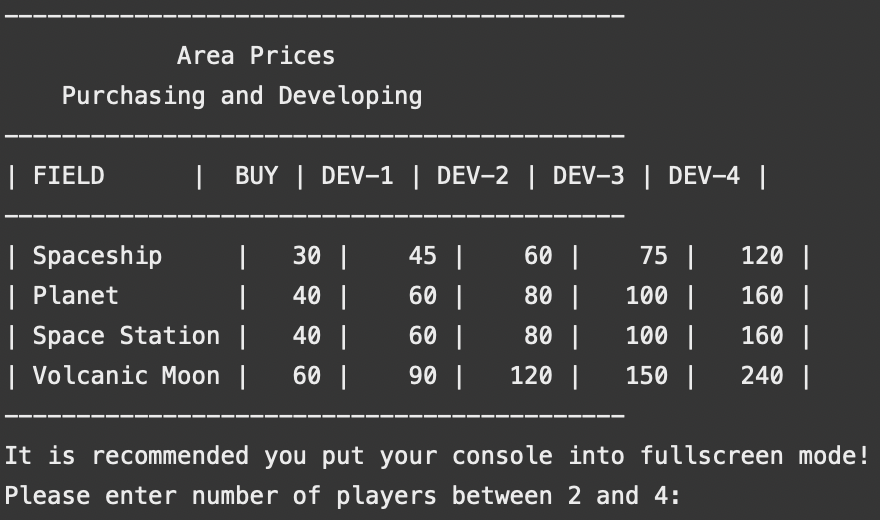 -------------------------------------------
            Area Prices
    Purchasing and Developing
-------------------------------------------
| FIELD      |  BUY | DEV-1 | DEV-2 | DEV-3 | DEV-4 |
-------------------------------------------
| Spaceship     |   30 |    45 |    60 |    75 |   120 |
| Planet        |   40 |    60 |    80 |   100 |   160 |
| Space Station |   40 |    60 |    80 |   100 |   160 |
| Volcanic Moon |   60 |    90 |   120 |   150 |   240 |
-------------------------------------------
It is recommended you put your console into fullscreen mode!
Please enter number of players between 2 and 4: